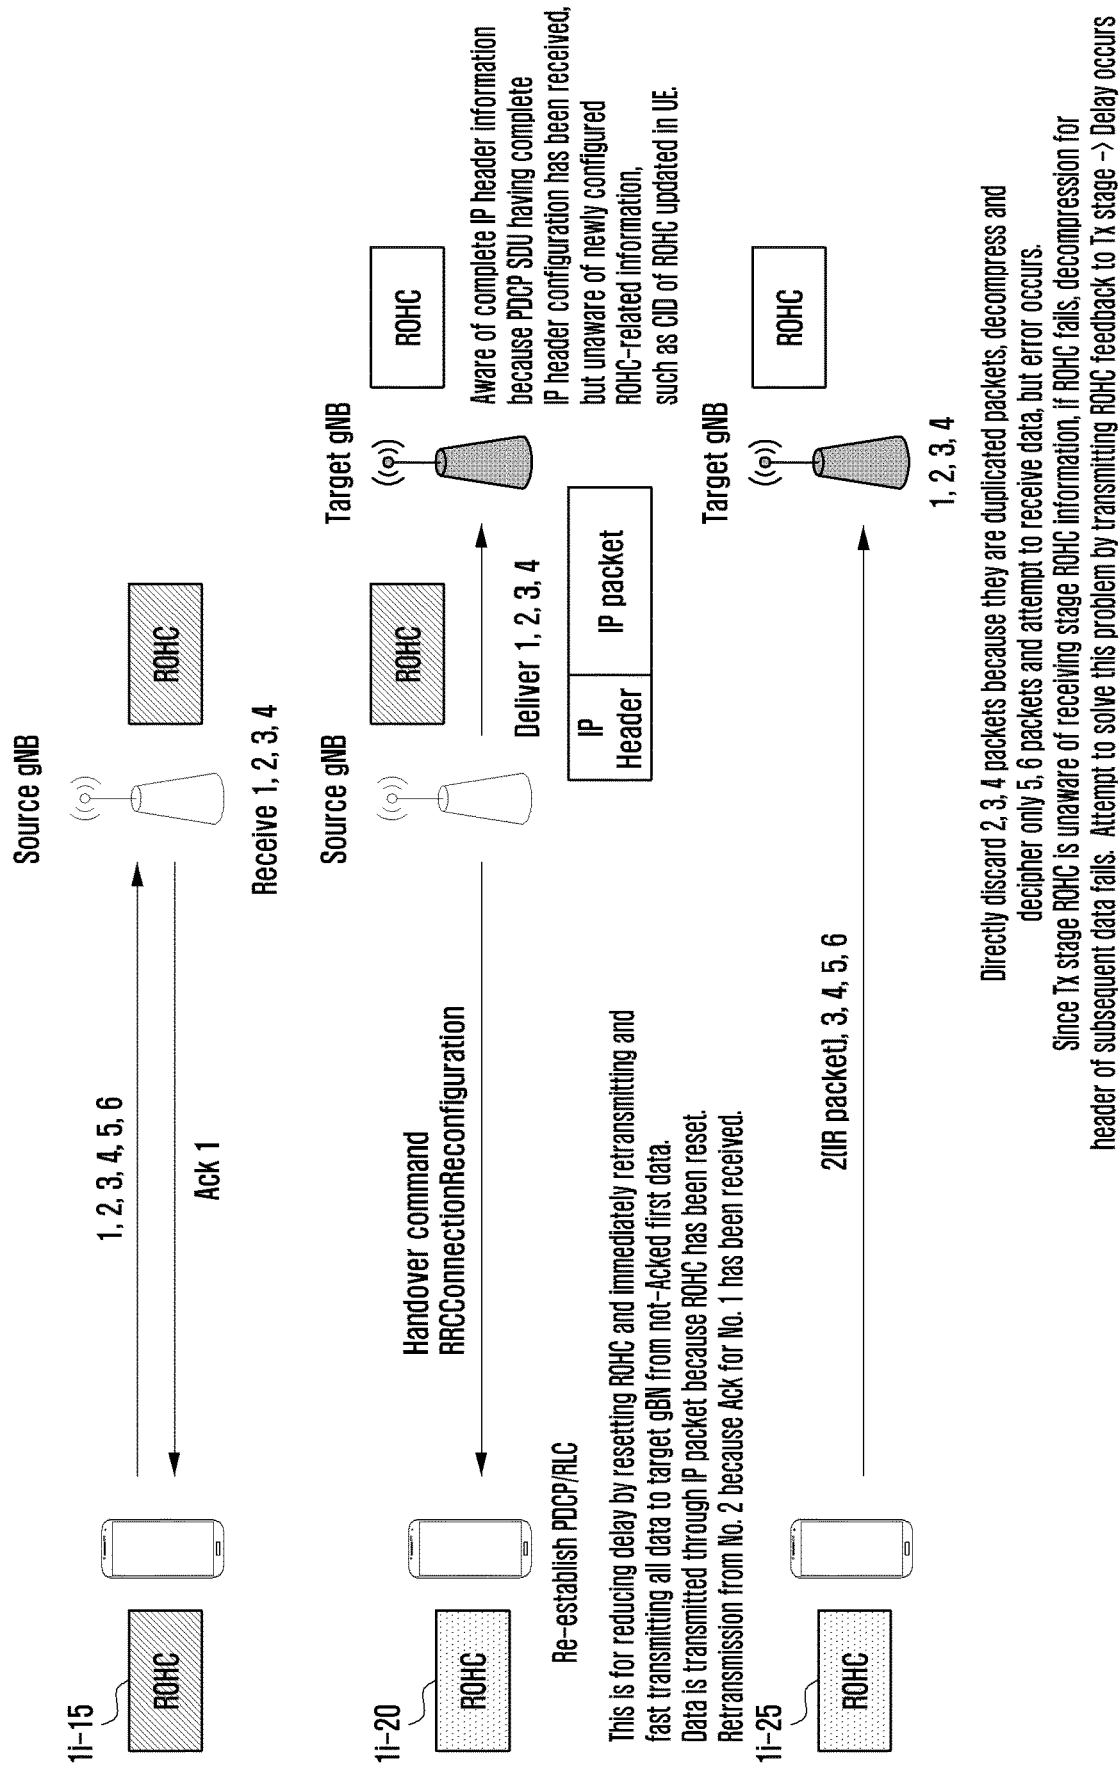 Source gNB
1i-15
ROHC
1, 2, 3, 4, 5, 6
Ack 1
ROHC
Receive 1, 2, 3, 4
Source gNB
Target gNB
1i-20
ROHC
Handover command
RRCConnectionReconfiguration
ROHC
ROHC
Re-establish PDCP/RLC
Deliver 1, 2, 3, 4
IP
Header
IP packet
Aware of complete IP header information
because PDCP SDU having complete
IP header configuration has been received,
but unaware of newly configured
ROHC-related information,
such as CID of ROHC updated in UE.
This is for reducing delay by resetting ROHC and immediately retransmitting and
fast transmitting all data to target gBN from not-Acked first data.
Data is transmitted through IP packet because ROHC has been reset.
Retransmission from No. 2 because Ack for No. 1 has been received.
Target gNB
1i-25
ROHC
2(IR packet), 3, 4, 5, 6
ROHC
1, 2, 3, 4
Directly discard 2, 3, 4 packets because they are duplicated packets, decompress and
decipher only 5, 6 packets and attempt to receive data, but error occurs.
Since Tx stage ROHC is unaware of receiving stage ROHC information, if ROHC fails, decompression for
header of subsequent data fails. Attempt to solve this problem by transmitting ROHC feedback to Tx stage -> Delay occurs